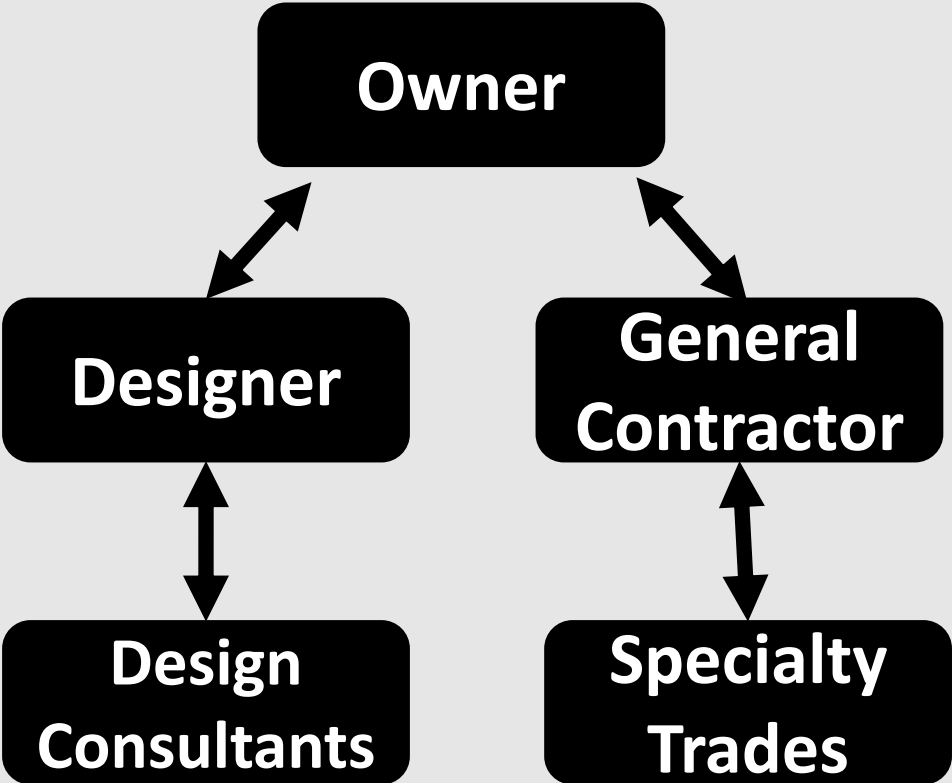 Owner
Designer
General
Contractor
Design
Consultants
Specialty
Trades